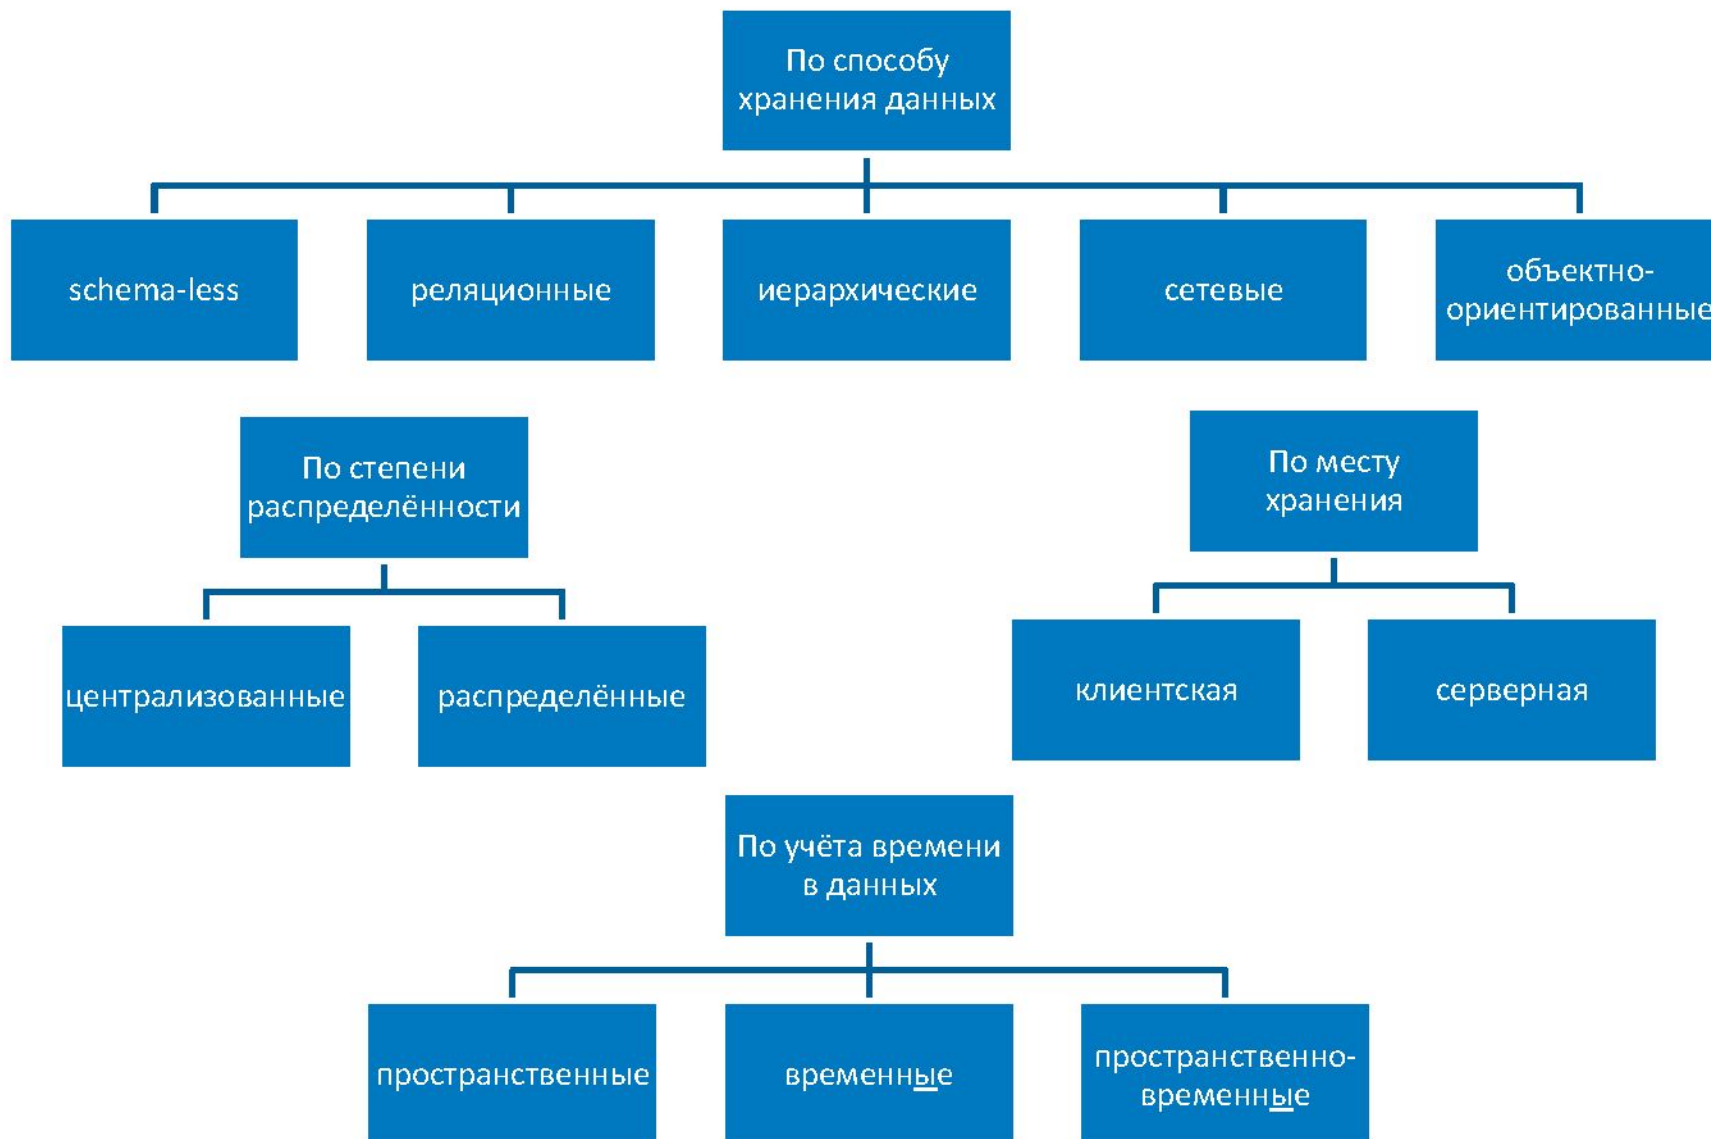 По способу
хранения данных
schema-less
реляционные
иерархические
сетевые
объектно-
ориентированные
По степени
распределённости
По месту
хранения
централизованные
распределённые
клиентская
серверная
По учёта времени
в данных
пространственные
временные
пространственно-
временные